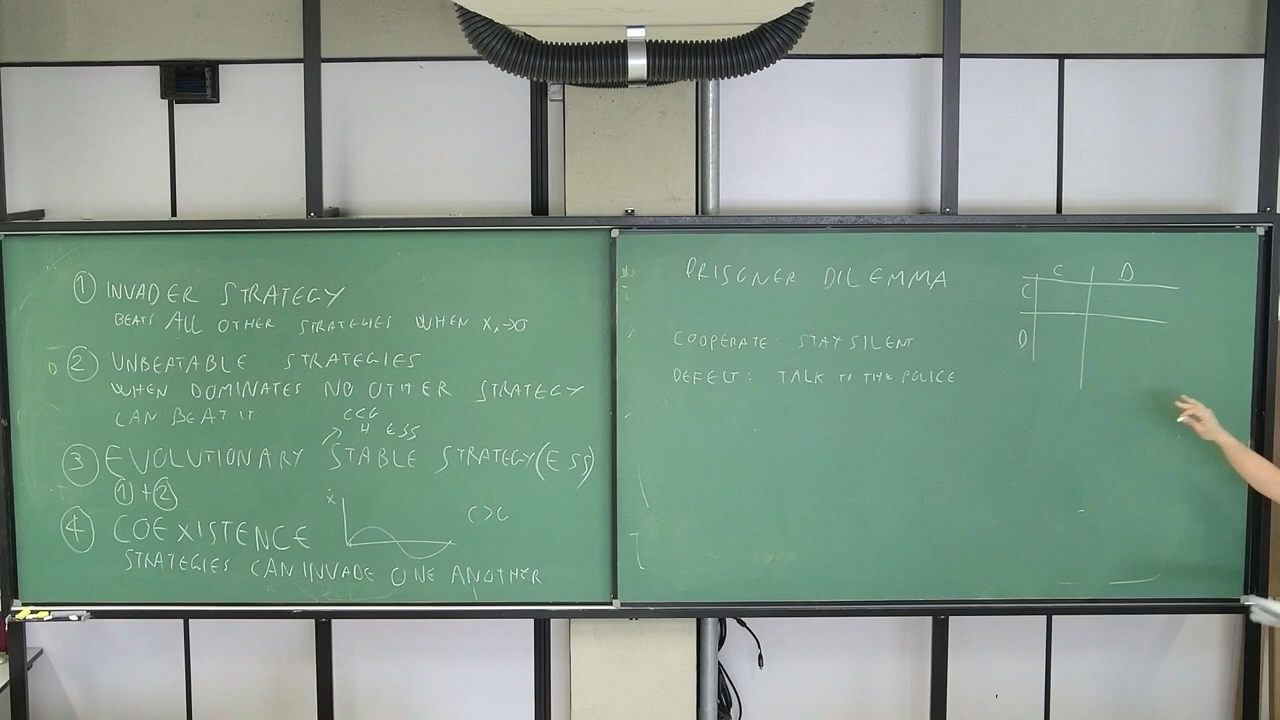 ① INVADER STRATEGY
BEATS ALL OTHER STRATEGIES WHEN X₁→0
② UNBEATABLE STRATEGIES
WHEN DOMINATES NO OTHER STRATEGY
CAN BEAT IT
H ESS
③ EVOLUTIONARY STABLE STRATEGY (ESS)
① + ②
④ COEXISTENCE
ẋ
STRATEGIES CAN INVADE ONE ANOTHER
PRISONER DILEMMA
COOPERATE: STAY SILENT
DEFECT: TALK TO THE POLICE
C D
C
D